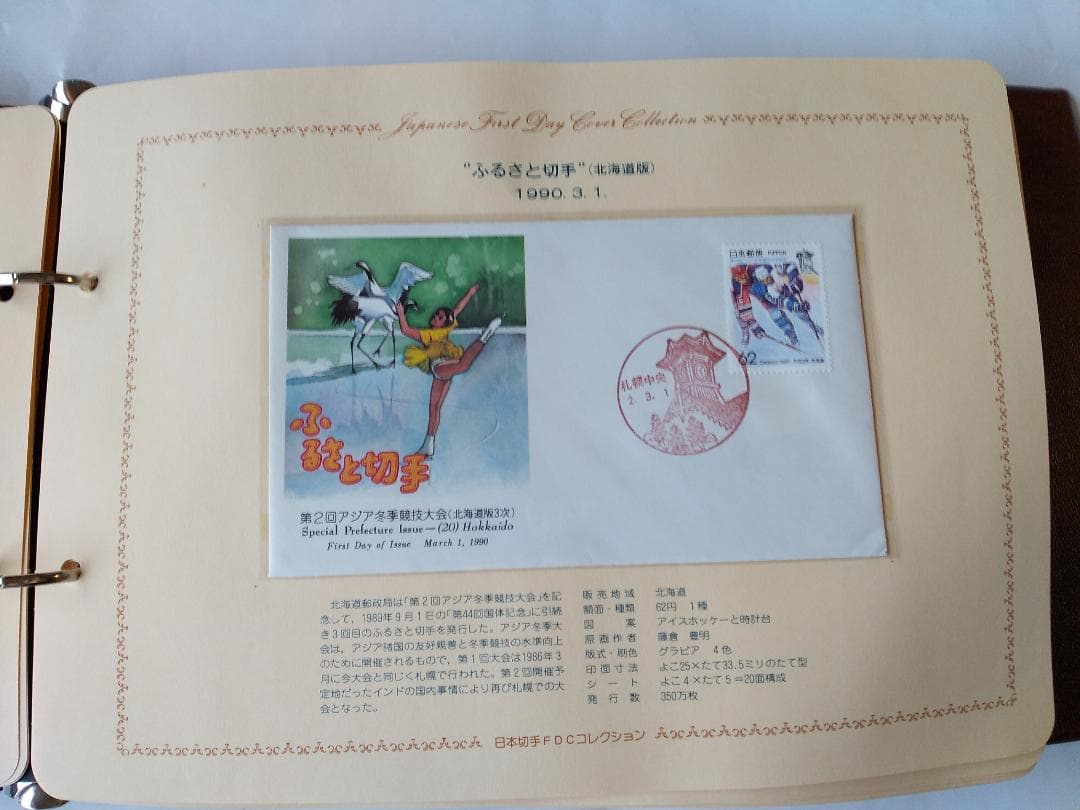 Japanese First Day Cover Collection
"ふるさと切手"(北海道版)
1990. 3. 1.
日本郵便 NIPPON
62
札幌中央
2. 3. 1
ふ
るさと切手
第2回アジア冬季競技大会(北海道版3次)
Special Prefecture Issue—(20) Hokkaido
First Day of Issue March 1, 1990
北海道郵政局は「第2回アジア冬季競技大会」を記
念して、1989年9月1日の「第44回国体記念」に引続
き3回目のふるさと切手を発行した。アジア冬季大
会は、アジア諸国の友好親善と冬季競技の水準向上
のために開催されるもので、第1回大会は1986年3
月に今大会と同じく札幌で行われた。第2回開催予
定地だったインドの国内事情により再び札幌での大
会となった。
販売地域 北海道
額面・種類 62円 1種
図案 アイスホッケーと時計台
原画作者 藤倉 豊明
版式・刷色 グラビア 4色
印面寸法 よこ25×たて33.5ミリのたて型
シート よこ4×たて5=20面構成
発行数 350万枚
日本切手FDCコレクション